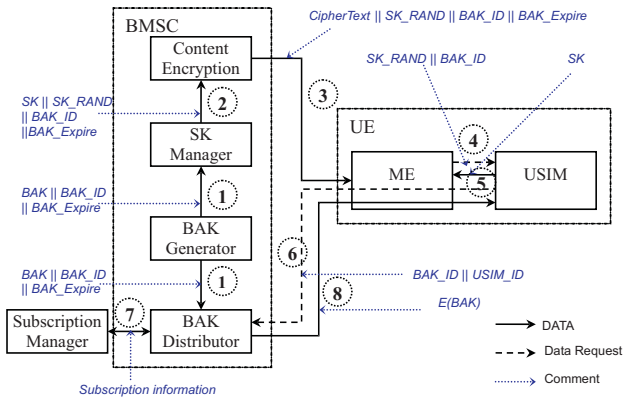 CipherText || SK_RAND || BAK_ID || BAK_Expire
BMSC
Content
Encryption
SK_RAND || BAK_ID
SK
3
SK || SK_RAND
|| BAK_ID
||BAK_Expire
2
UE
4
SK
Manager
ME
USIM
5
BAK || BAK_ID
|| BAK_Expire
1
BAK
Generator
6
BAK || BAK_ID
|| BAK_Expire
1
BAK_ID || USIM_ID
8
E(BAK)
Subscription
Manager
7
BAK
Distributor
DATA
Data Request
Comment
Subscription information